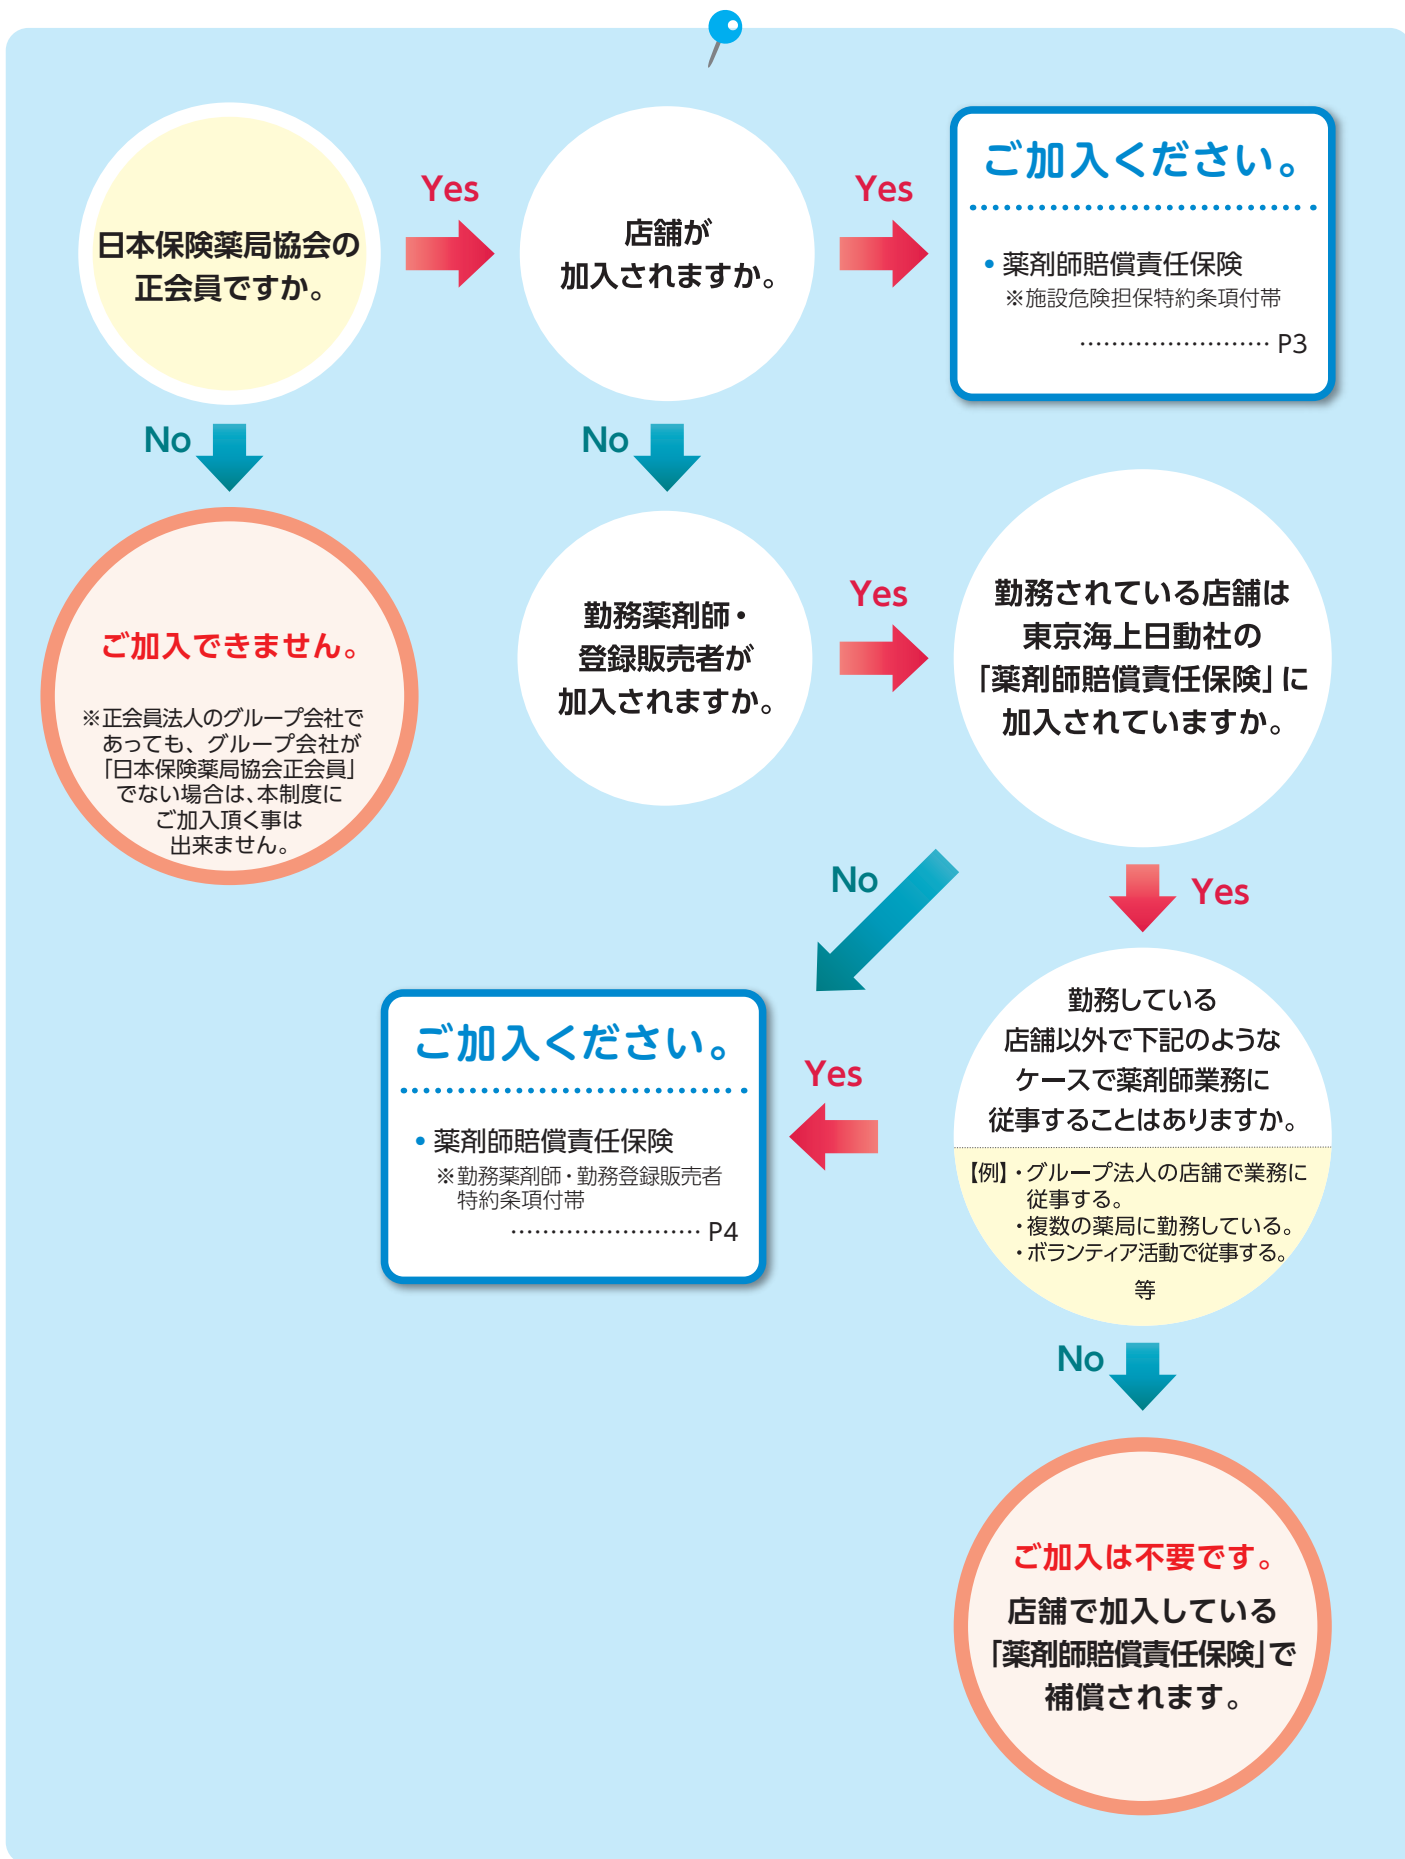 日本保険薬局協会の
正会員ですか。
Yes
店舗が
加入されますか。
Yes
ご加入ください。
• 薬剤師賠償責任保険
※施設危険担保特約条項付帯
…………………… P3
No
No
ご加入できません。
※正会員法人のグループ会社で
あっても、グループ会社が
「日本保険薬局協会正会員」
でない場合は、本制度に
ご加入頂く事は
出来ません。
勤務薬剤師・
登録販売者が
加入されますか。
Yes
勤務されている店舗は
東京海上日動社の
「薬剤師賠償責任保険」に
加入されていますか。
No
Yes
ご加入ください。
• 薬剤師賠償責任保険
※勤務薬剤師・勤務登録販売者
特約条項付帯
…………………… P4
Yes
勤務している
店舗以外で下記のような
ケースで薬剤師業務に
従事することはありますか。
【例】・グループ法人の店舗で業務に
従事する。
・複数の薬局に勤務している。
・ボランティア活動で従事する。
等
No
ご加入は不要です。
店舗で加入している
「薬剤師賠償責任保険」で
補償されます。